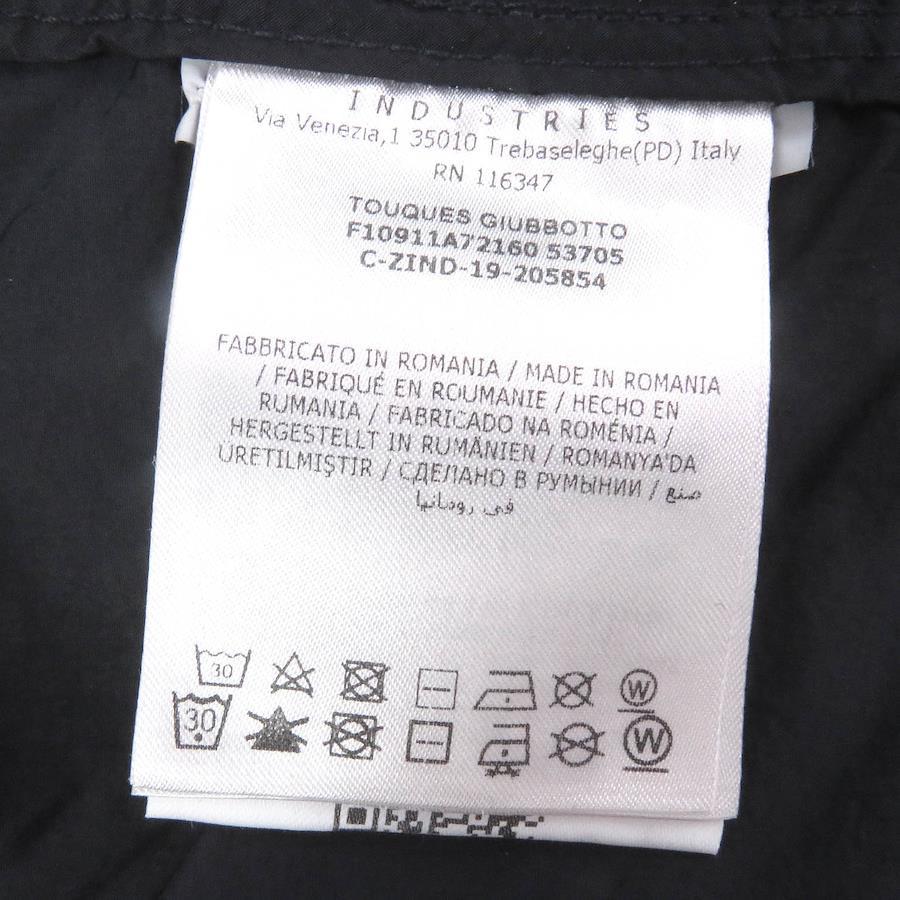 INDUSTRIES
Via Venezia,1 35010 Trebaseleghe(PD) Italy
RN 116347
TOUQUES GIUBBOTTO
F10911A72160 53705
C-ZIND-19-205854
FABBRICATO IN ROMANIA / MADE IN ROMANIA
/ FABRIQUÉ EN ROUMANIE / HECHO EN
RUMANIA / FABRICADO NA ROMÉNIA /
HERGESTELLT IN RUMÄNIEN / ROMANYA'DA
ÜRETILMIŞTIR / СДЕЛАНО В РУМЫНИИ / صنع
في رومانيا
30 W
30 W